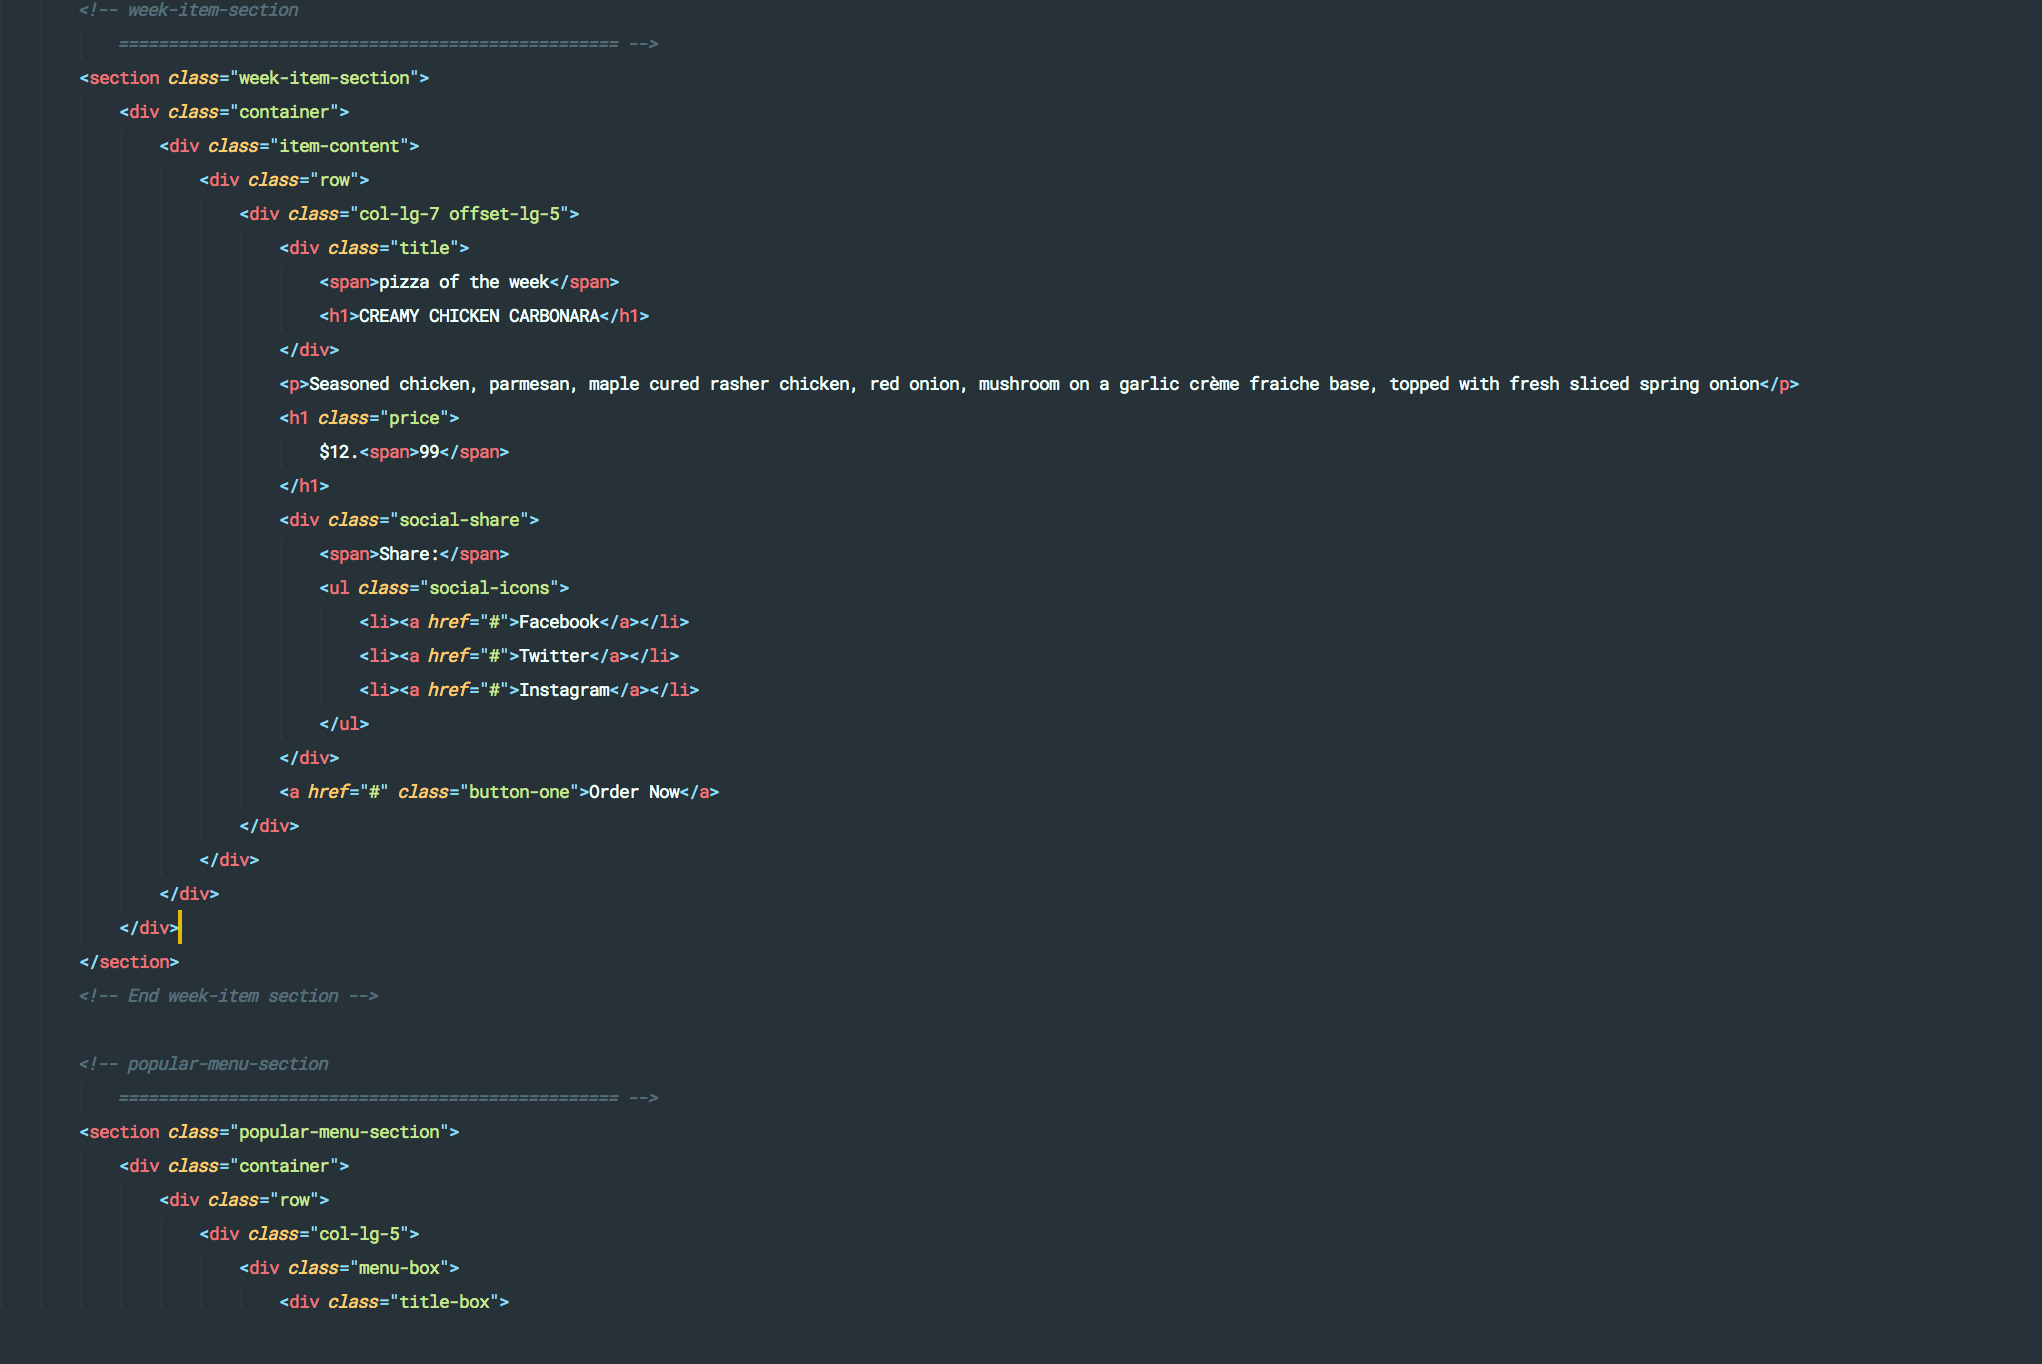 <!-- week-item-section
================================================== -->
<section class="week-item-section">
<div class="container">
<div class="item-content">
<div class="row">
<div class="col-lg-7 offset-lg-5">
<div class="title">
<span>pizza of the week</span>
<h1>CREAMY CHICKEN CARBONARA</h1>
</div>
<p>Seasoned chicken, parmesan, maple cured rasher chicken, red onion, mushroom on a garlic crème fraiche base, topped with fresh sliced spring onion</p>
<h1 class="price">
$12.<span>99</span>
</h1>
<div class="social-share">
<span>Share:</span>
<ul class="social-icons">
<li><a href="#">Facebook</a></li>
<li><a href="#">Twitter</a></li>
<li><a href="#">Instagram</a></li>
</ul>
</div>
<a href="#" class="button-one">Order Now</a>
</div>
</div>
</div>
</div>
</section>
<!-- End week-item section -->
<!-- popular-menu-section
================================================== -->
<section class="popular-menu-section">
<div class="container">
<div class="row">
<div class="col-lg-5">
<div class="menu-box">
<div class="title-box">